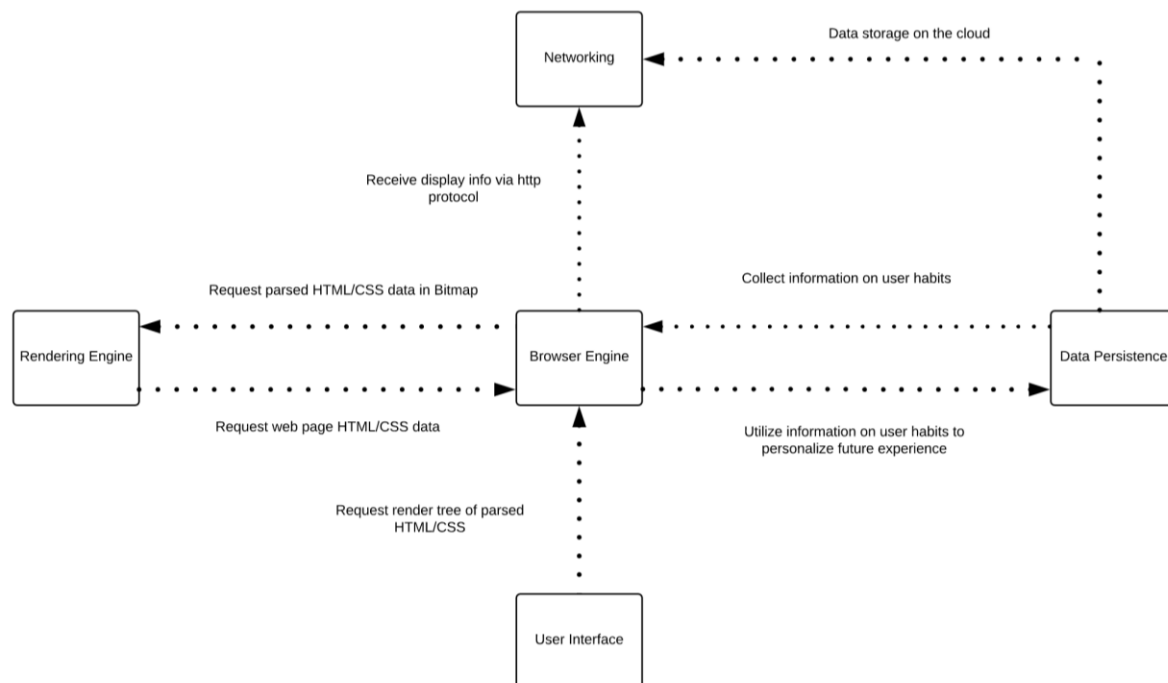 Data storage on the cloud
Networking
Receive display info via http
protocol
Collect information on user habits
Request parsed HTML/CSS data in Bitmap
Rendering Engine
Browser Engine
Data Persistence
Request web page HTML/CSS data
Utilize information on user habits to
personalize future experience
Request render tree of parsed
HTML/CSS
User Interface